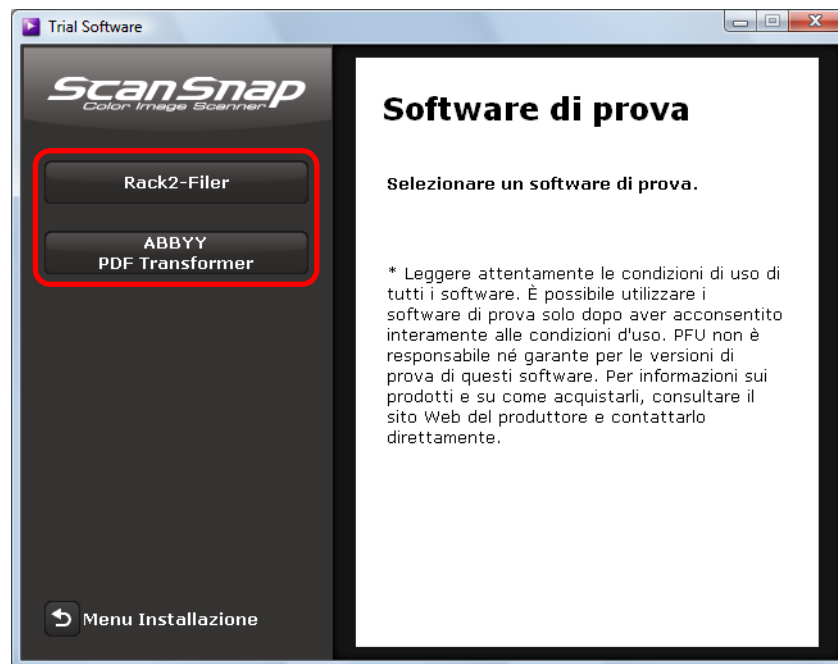 Trial Software
ScanSnap
Color Image Scanner
Rack2-Filer
ABBYY
PDF Transformer
Menu Installazione
Software di prova
Selezionare un software di prova.
* Leggere attentamente le condizioni di uso di
tutti i software. È possibile utilizzare i
software di prova solo dopo aver acconsentito
interamente alle condizioni d'uso. PFU non è
responsabile né garante per le versioni di
prova di questi software. Per informazioni sui
prodotti e su come acquistarli, consultare il
sito Web del produttore e contattarlo
direttamente.